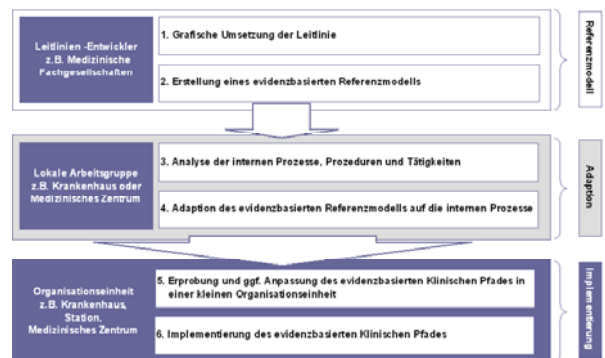 Leitlinien -Entwickler
z.B. Medizinische
Fachgesellschaften
1. Grafische Umsetzung der Leitlinie
2. Erstellung eines evidenzbasierten Referenzmodells
Referenzmodell
Lokale Arbeitsgruppe
z.B. Krankenhaus oder
Medizinisches Zentrum
3. Analyse der internen Prozesse, Prozeduren und Tätigkeiten
4. Adaption des evidenzbasierten Referenzmodells auf die internen Prozesse
Adaption
Organisationseinheit
z.B. Krankenhaus,
Station,
Medizinisches Zentrum
5. Erprobung und ggf. Anpassung des evidenzbasierten Klinischen Pfades in
einer kleinen Organisationseinheit
6. Implementierung des evidenzbasierten Klinischen Pfades
Implementierung